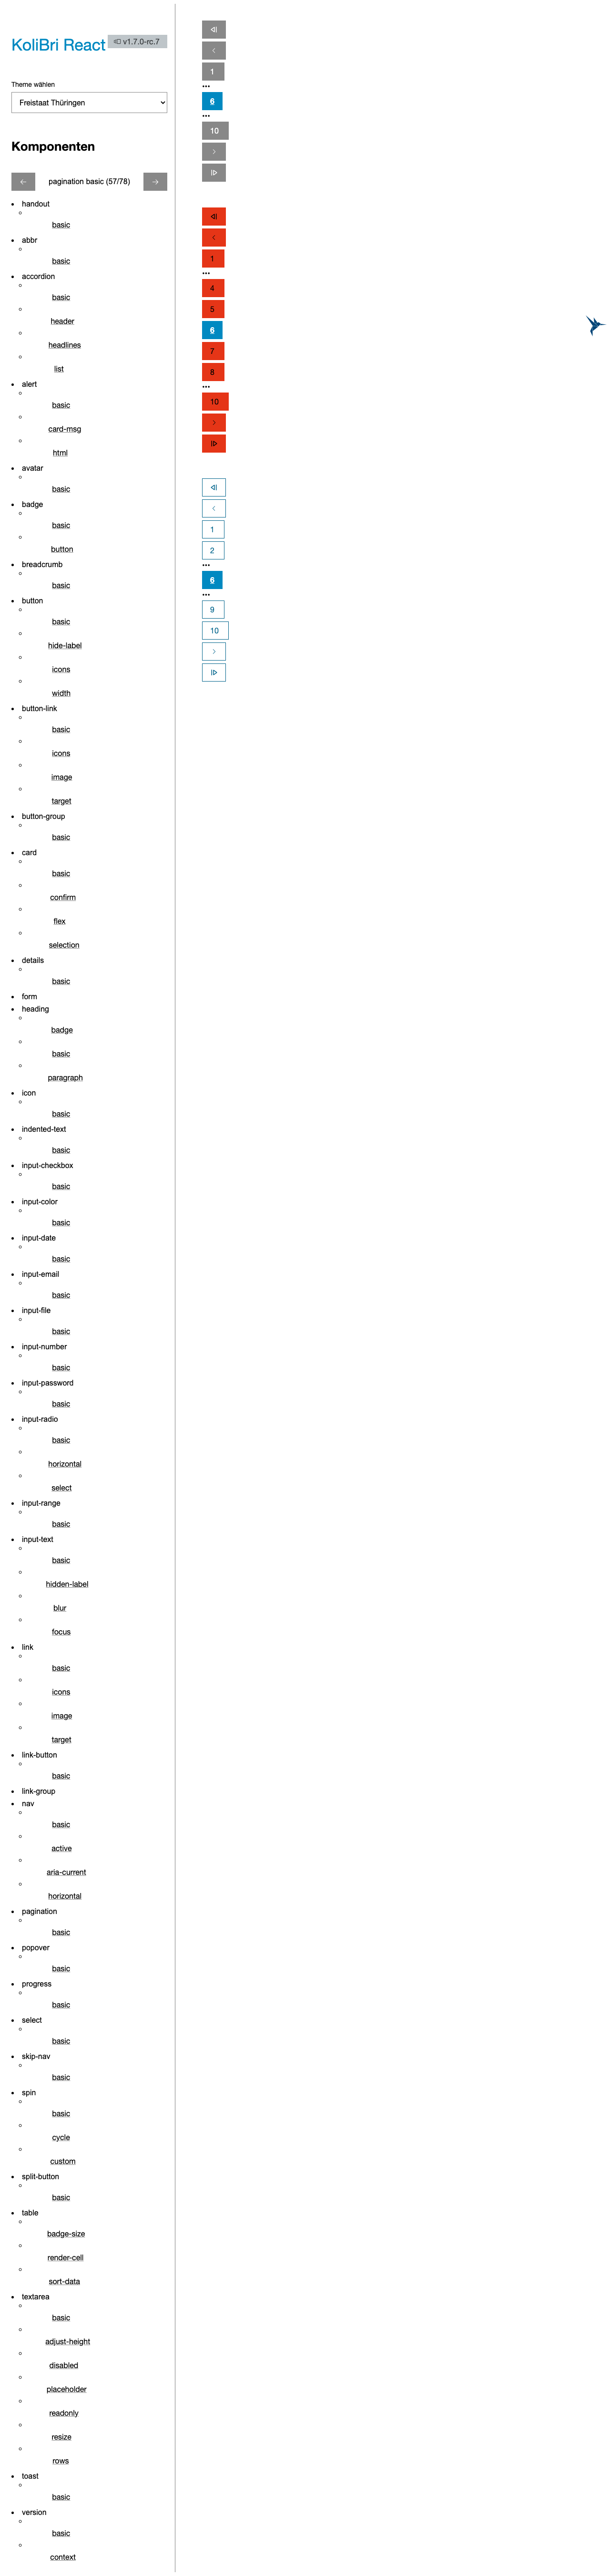 KoliBri React
v1.7.0-rc.7
Theme wählen
Freistaat Thüringen
Komponenten
pagination basic (57/78)
handout
basic
abbr
basic
accordion
basic
header
headlines
list
alert
basic
card-msg
html
avatar
basic
badge
basic
button
breadcrumb
basic
button
basic
hide-label
icons
width
button-link
basic
icons
image
target
button-group
basic
card
basic
confirm
flex
selection
details
basic
form
heading
badge
basic
paragraph
icon
basic
indented-text
basic
input-checkbox
basic
input-color
basic
input-date
basic
input-email
basic
input-file
basic
input-number
basic
input-password
basic
input-radio
basic
horizontal
select
input-range
basic
input-text
basic
hidden-label
blur
focus
link
basic
icons
image
target
link-button
basic
link-group
nav
basic
active
aria-current
horizontal
pagination
basic
popover
basic
progress
basic
select
basic
skip-nav
basic
spin
basic
cycle
custom
split-button
basic
table
badge-size
render-cell
sort-data
textarea
basic
adjust-height
disabled
placeholder
readonly
resize
rows
toast
basic
version
basic
context
1
•••
6
•••
10
1
•••
4
5
6
7
8
•••
10
1
2
•••
6
•••
9
10